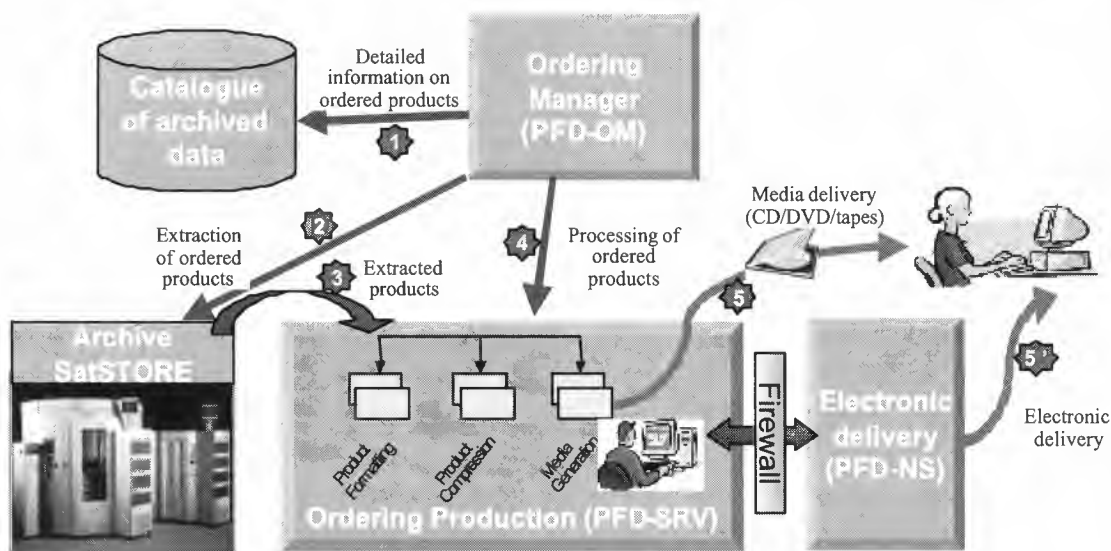 Catalogue
of archived
data
Detailed
information on
ordered products
1
Ordering
Manager
(PFD-OM)
2
Extraction
of ordered
products
3
Extracted
products
4
Processing of
ordered
products
Media delivery
(CD/DVD/tapes)
5
5'
Electronic
delivery
Archive
SatSTORE
Product
Formatting
Product
Compression
Media
Generation
Ordering Production (PFD-SRV)
Firewall
Electronic
delivery
(PFD-NS)